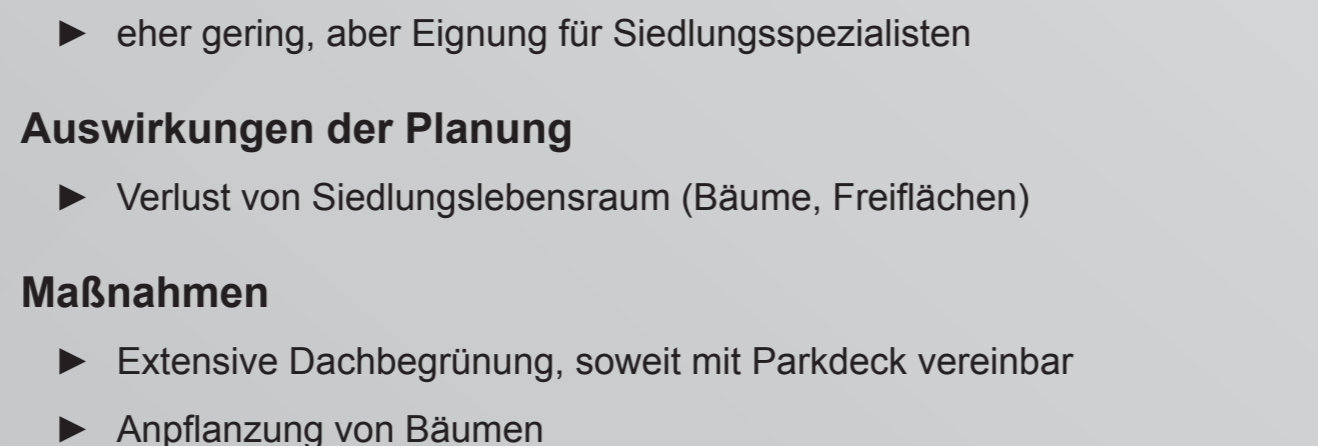 ► eher gering, aber Eignung für Siedlungsspezialisten
Auswirkungen der Planung
► Verlust von Siedlungslebensraum (Bäume, Freiflächen)
Maßnahmen
► Extensive Dachbegrünung, soweit mit Parkdeck vereinbar
► Anpflanzung von Bäumen